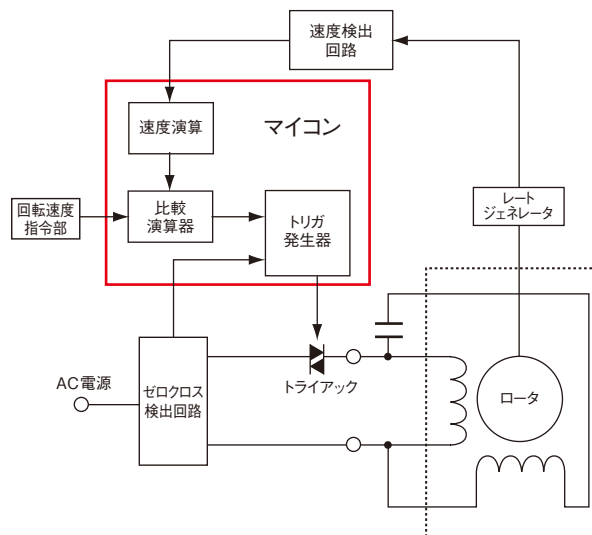 速度検出
回路
マイコン
速度演算
回転速度
指令部
比較
演算器
トリガ
発生器
レート
ジェネレータ
AC電源
ゼロクロス
検出回路
トライアック
ロータ